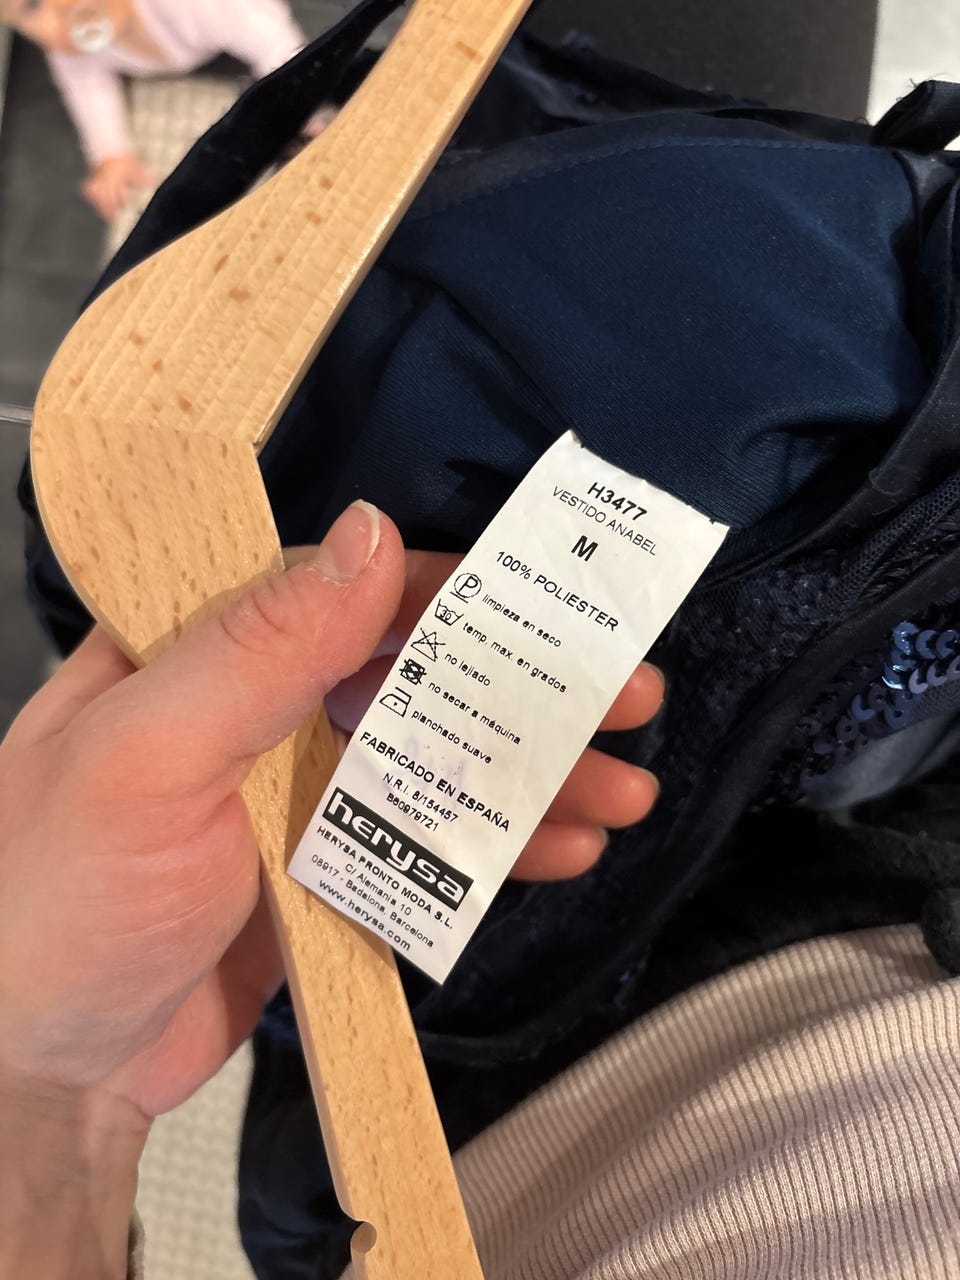 H3477
VESTIDO ANABEL
M
100% POLIESTER
P limpieza en seco
30 temp. max. en grados
no lejiado
no secar a máquina
planchado suave
FABRICADO EN ESPAÑA
N.R.I. 8/154457
B60979721
herysa
HERYSA PRONTO MODA S.L.
C/ Alemania 10
08917 - Badalona, Barcelona
www.herysa.com